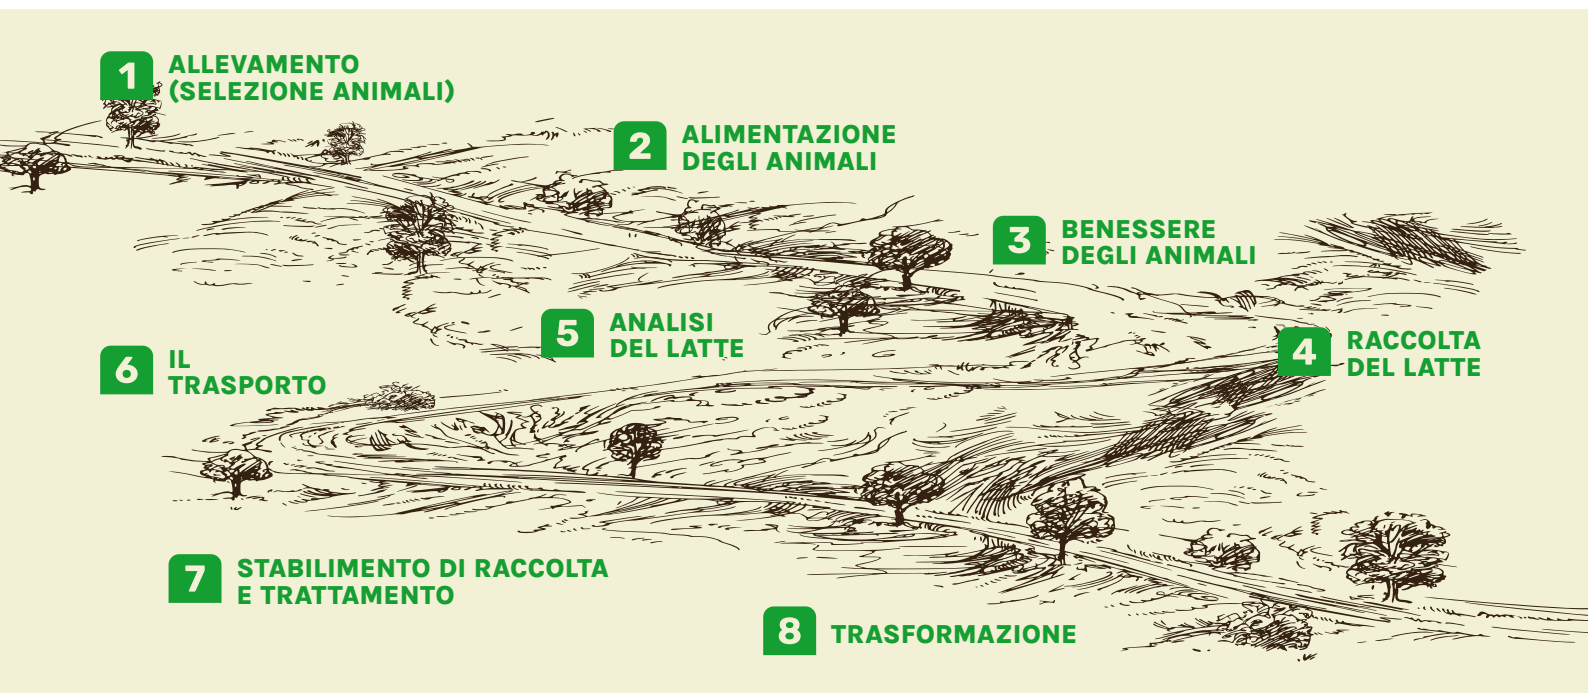 1
ALLEVAMENTO
(SELEZIONE ANIMALI)
2
ALIMENTAZIONE
DEGLI ANIMALI
3
BENESSERE
DEGLI ANIMALI
4
RACCOLTA
DEL LATTE
5
ANALISI
DEL LATTE
6
IL
TRASPORTO
7
STABILIMENTO DI RACCOLTA
E TRATTAMENTO
8
TRASFORMAZIONE